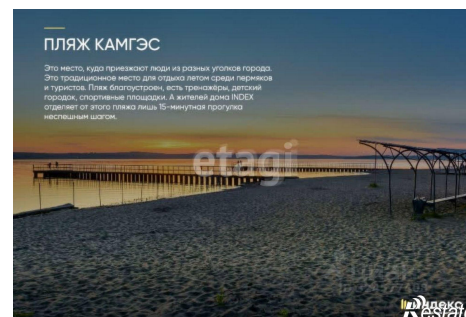 ПЛЯЖ КАМГЭС
Это место, куда приезжают люди из разных уголков города.
Это традиционное место для отдыха летом среди пермяков
и туристов. Пляж благоустроен, есть тренажёры, детский
городок, спортивные площадки. А жителей дома INDEX
отделяет от этого пляжа лишь 15-минутная прогулка
неспешным шагом.
etagi